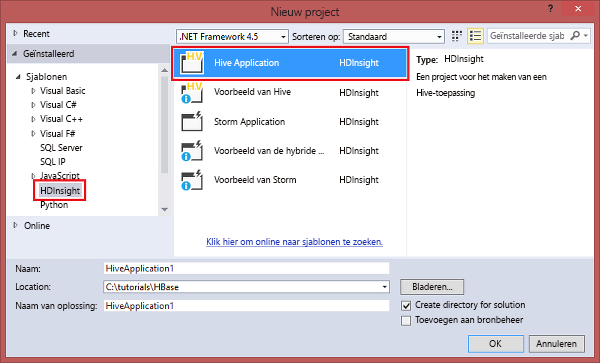 Nieuw project
? ×
Recent
.NET Framework 4.5
Sorteren op:
Standaard
Geïnstalleerde sjab
Geïnstalleerd
Sjablonen
Visual Basic
Visual C#
Visual C++
Visual F#
SQL Server
SQL IP
JavaScript
HDInsight
Python
Online
Hive Application HDInsight
Voorbeeld van Hive HDInsight
Storm Application HDInsight
Voorbeeld van de hybride ... HDInsight
Voorbeeld van Storm HDInsight
Klik hier om online naar sjablonen te zoeken.
Type: HDInsight
Een project voor het maken van een
Hive-toepassing
Naam: HiveApplication1
Location: C:\tutorials\HBase
Bladeren...
Naam van oplossing: HiveApplication1
Create directory for solution
Toevoegen aan bronbeheer
OK
Annuleren